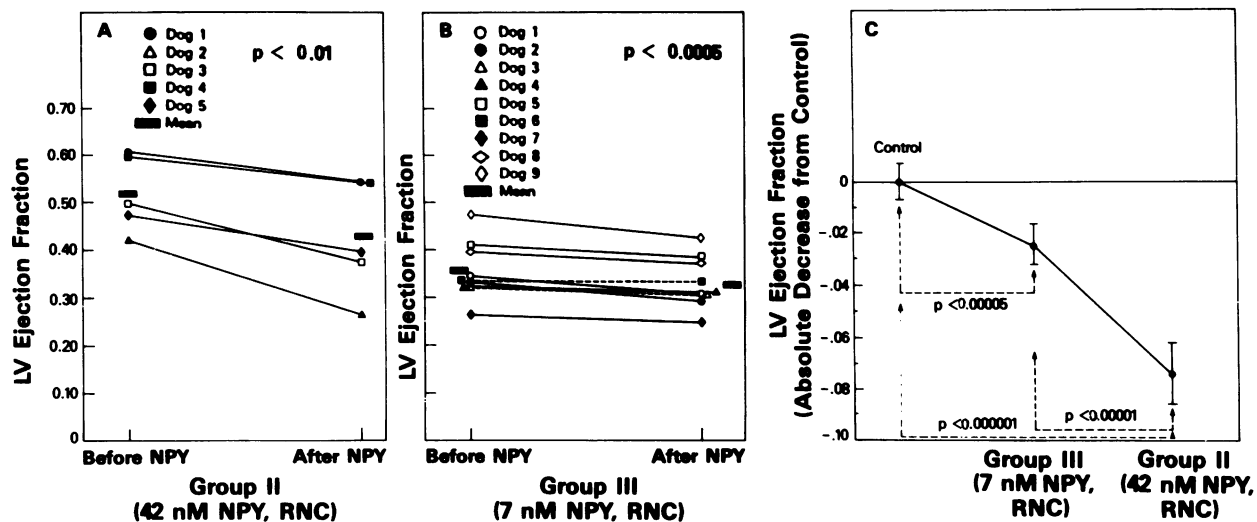 A
Dog 1
Dog 2
Dog 3
Dog 4
Dog 5
Mean
p < 0.01
LV Ejection Fraction
0.70
0.60
0.50
0.40
0.30
0.20
0.10
0
Before NPY
After NPY
Group II
(42 nM NPY, RNC)
B
Dog 1
Dog 2
Dog 3
Dog 4
Dog 5
Dog 6
Dog 7
Dog 8
Dog 9
Mean
p < 0.0005
LV Ejection Fraction
Before NPY
After NPY
Group III
(7 nM NPY, RNC)
C
LV Ejection Fraction
(Absolute Decrease from Control)
0
-.02
-.04
-.06
-.08
-.10
Control
p <0.00005
p <0.000001
p <0.00001
Group III
(7 nM NPY,
RNC)
Group II
(42 nM NPY,
RNC)